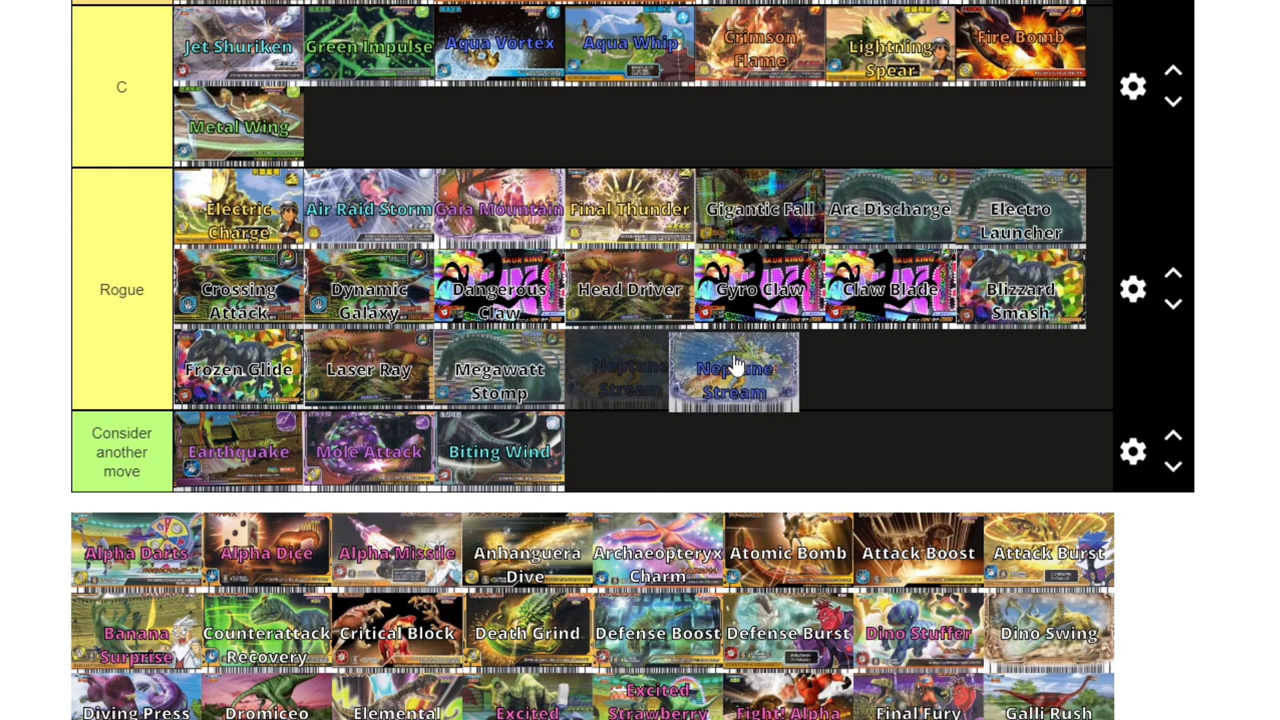 C
Jet Shuriken
Green Impulse
Aqua Vortex
Aqua Whip
Crimson
Flame
Lightning
Spear
Fire Bomb
Metal Wing
Rogue
Electric
Charge
Air Raid Storm
Gaia Mountain
Final Thunder
Gigantic Fall
Arc Discharge
Electro
Launcher
Crossing
Attack
Dynamic
Galaxy
Dangerous
Claw
Head Driver
Gyro Claw
Claw Blade
Blizzard
Smash
Frozen Glide
Laser Ray
Megawatt
Stomp
Neptune
Stream
Neptune
Stream
Consider
another
move
Earthquake
Mole Attack
Biting Wind
Alpha Darts
Alpha Dice
Alpha Missile
Anhanguera
Dive
Archaeopteryx
Charm
Atomic Bomb
Attack Boost
Attack Burst
Banana
Surprise
Counterattack
Recovery
Critical Block
Death Grind
Defense Boost
Defense Burst
Dino Stuffer
Dino Swing
Diving Press
Dromiceo
Elemental
Excited
Excited
Strawberry
Fight! Alpha
Final Fury
Galli Rush